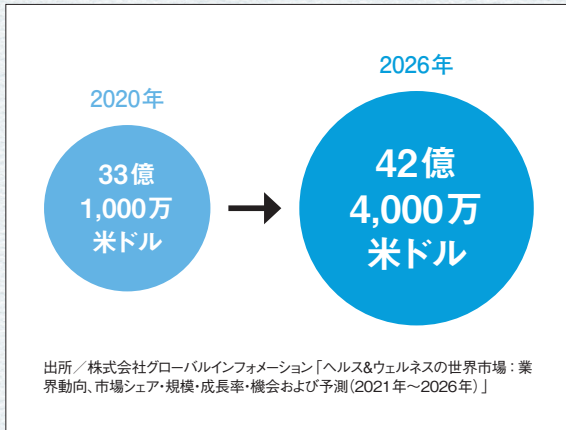 2020年
33億
1,000万
米ドル
2026年
42億
4,000万
米ドル
出所／株式会社グローバルインフォメーション「ヘルス&ウェルネスの世界市場：業
界動向、市場シェア・規模・成長率・機会および予測(2021年〜2026年)」